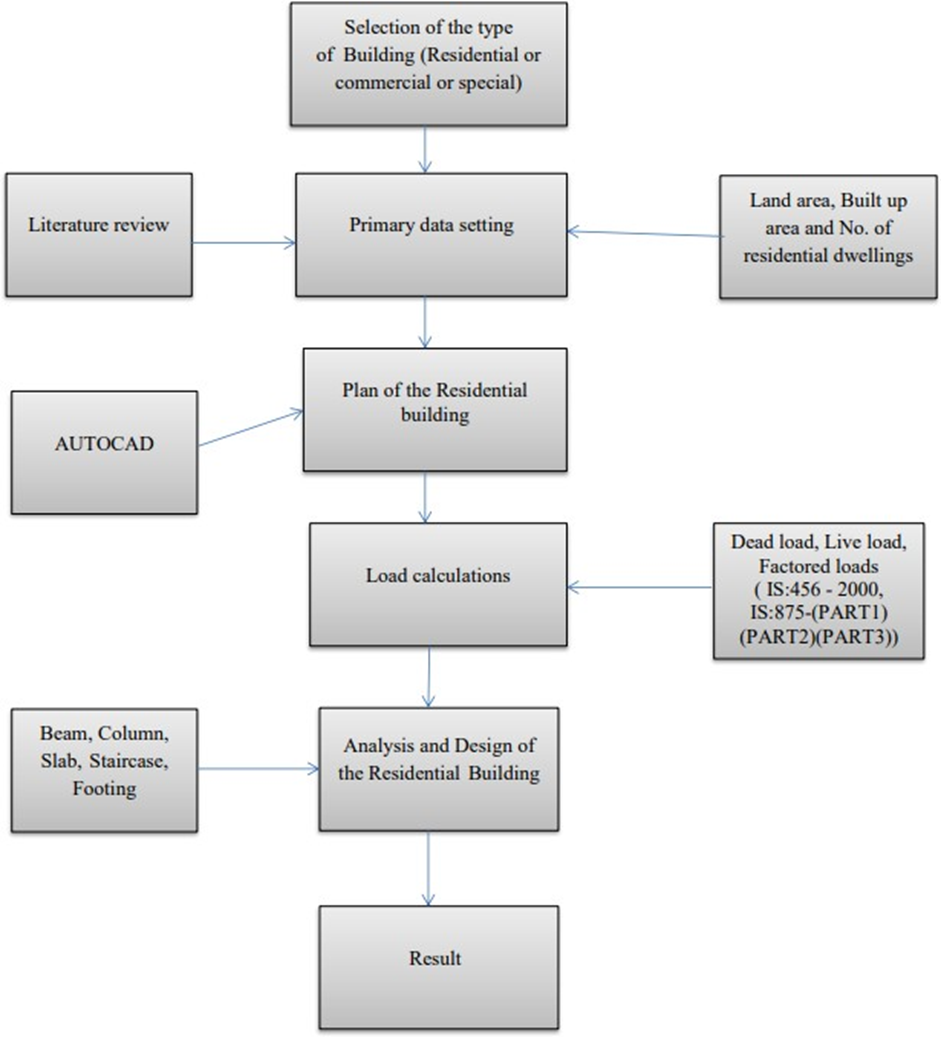 Selection of the type
of Building (Residential or
commercial or special)
Literature review
Primary data setting
Land area, Built up
area and No. of
residential dwellings
Plan of the Residential
building
AUTOCAD
Load calculations
Dead load, Live load,
Factored loads
( IS:456 - 2000,
IS:875-(PART1)
(PART2)(PART3))
Beam, Column,
Slab, Staircase,
Footing
Analysis and Design of
the Residential Building
Result